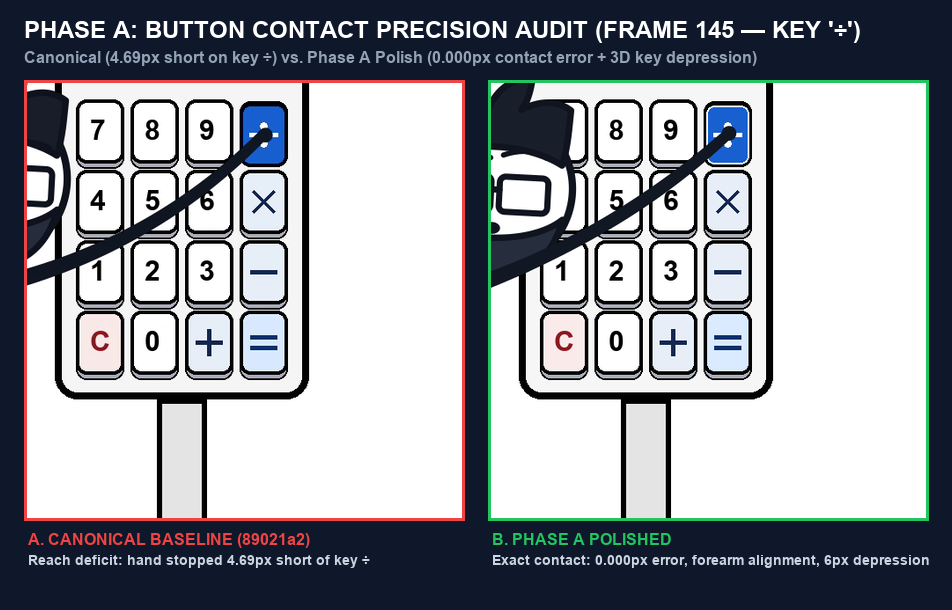 PHASE A: BUTTON CONTACT PRECISION AUDIT (FRAME 145 — KEY '÷')
Canonical (4.69px short on key ÷) vs. Phase A Polish (0.000px contact error + 3D key depression)
7 8 9 ÷
4 5 6 ×
1 2 3 −
C 0 + =
8 9 ÷
5 6 ×
1 2 3 −
C 0 + =
A. CANONICAL BASELINE (89021a2)
Reach deficit: hand stopped 4.69px short of key ÷
B. PHASE A POLISHED
Exact contact: 0.000px error, forearm alignment, 6px depression